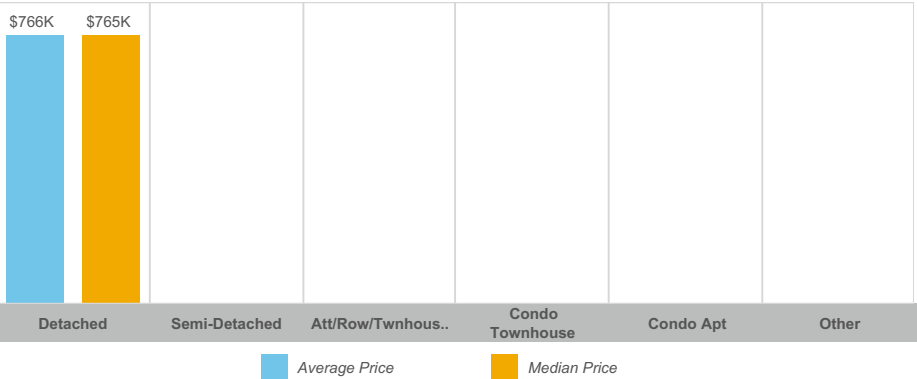 $766K
$765K
Detached
Semi-Detached
Att/Row/Twnhous..
Condo
Townhouse
Condo Apt
Other
Average Price
Median Price